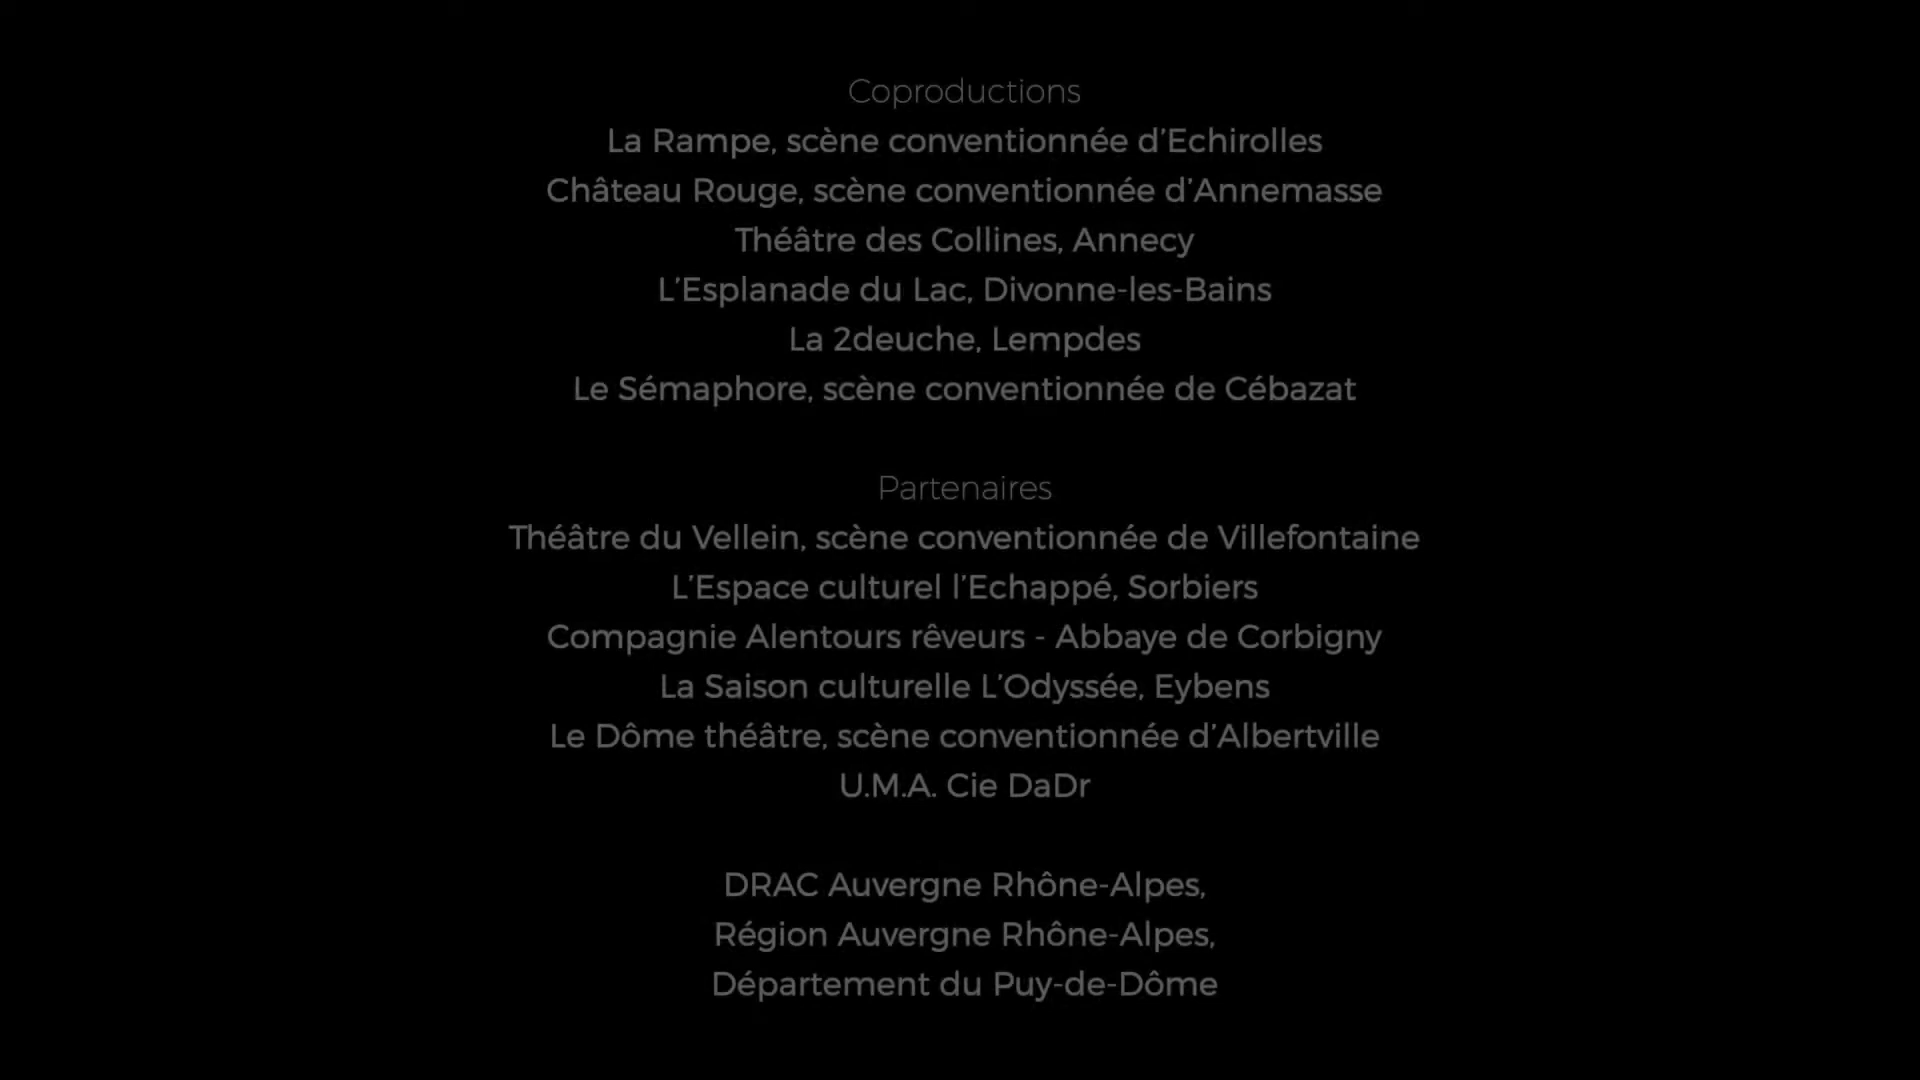 Coproductions
La Rampe, scène conventionnée d’Echirolles
Château Rouge, scène conventionnée d’Annemasse
Théâtre des Collines, Annecy
L’Esplanade du Lac, Divonne-les-Bains
La 2deuche, Lempdes
Le Sémaphore, scène conventionnée de Cébazat
Partenaires
Théâtre du Vellein, scène conventionnée de Villefontaine
L’Espace culturel l’Echappé, Sorbiers
Compagnie Alentours rêveurs - Abbaye de Corbigny
La Saison culturelle L’Odyssée, Eybens
Le Dôme théâtre, scène conventionnée d’Albertville
U.M.A. Cie DaDr
DRAC Auvergne Rhône-Alpes,
Région Auvergne Rhône-Alpes,
Département du Puy-de-Dôme